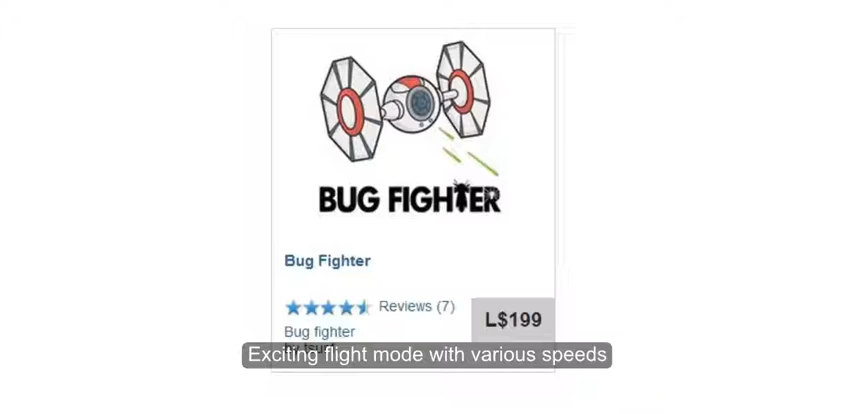 BUG FIGHTER
Bug Fighter
Reviews (7)
L$199
Bug fighter
Exciting flight mode with various speeds